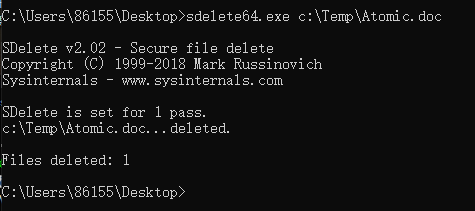 C:\Users\86155\Desktop>sdelete64.exe c:\Temp\Atomic.doc
SDelete v2.02 - Secure file delete
Copyright (C) 1999-2018 Mark Russinovich
Sysinternals - www.sysinternals.com
SDelete is set for 1 pass.
c:\Temp\Atomic.doc...deleted.
Files deleted: 1
C:\Users\86155\Desktop>